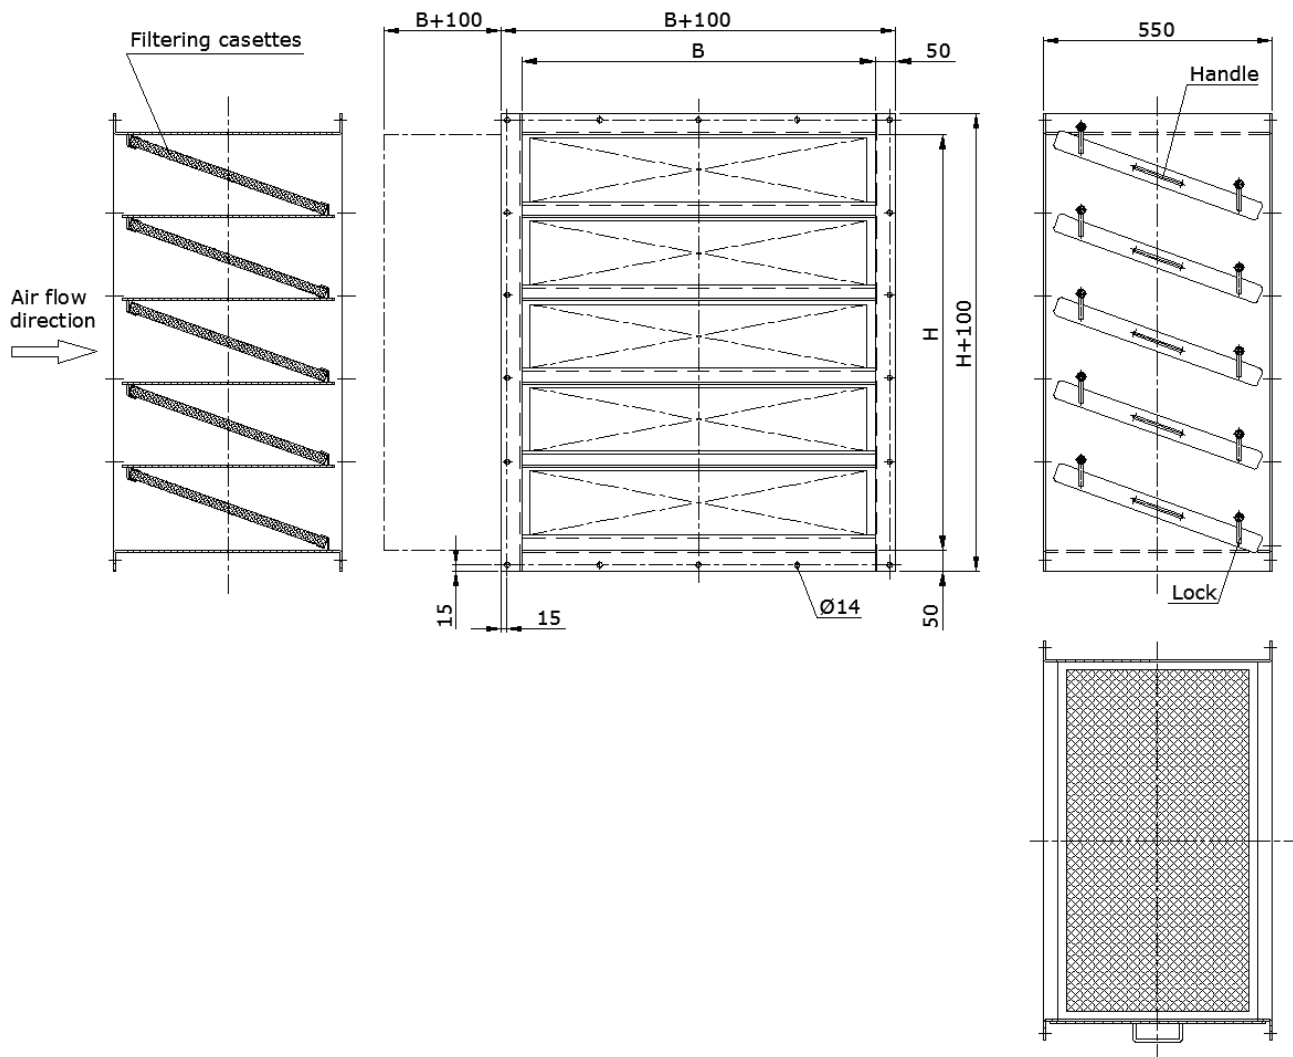 B+100
B+100
550
Filtering casettes
B
50
Handle
Air flow
direction
H
H+100
15
15
Ø14
50
Lock